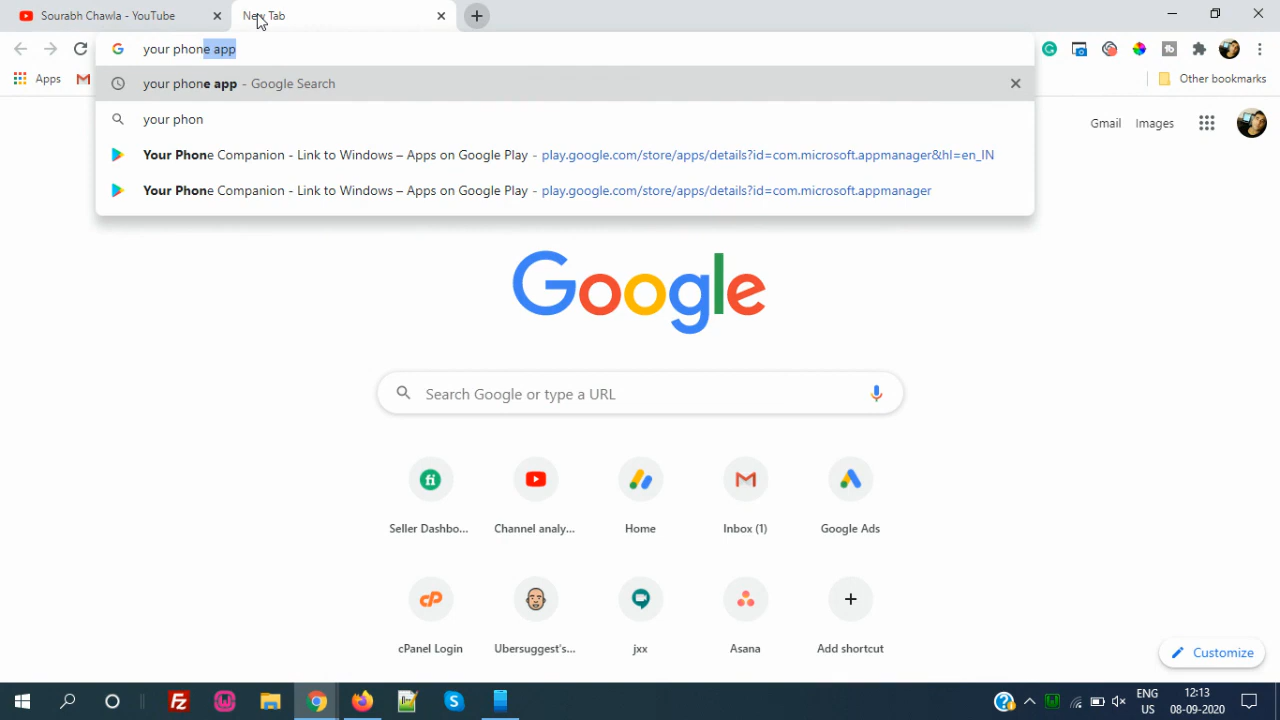 Sourabh Chawla - YouTube
New Tab
your phone app
Apps
Other bookmarks
your phone app - Google Search
your phon
Your Phone Companion - Link to Windows – Apps on Google Play - play.google.com/store/apps/details?id=com.microsoft.appmanager&hl=en_IN
Your Phone Companion - Link to Windows – Apps on Google Play - play.google.com/store/apps/details?id=com.microsoft.appmanager
Gmail Images
Google
Search Google or type a URL
Seller Dashbo...
Channel analy...
Home
Inbox (1)
Google Ads
cPanel Login
Ubersuggest's...
jxx
Asana
Add shortcut
Customize
ENG
US
12:13
08-09-2020